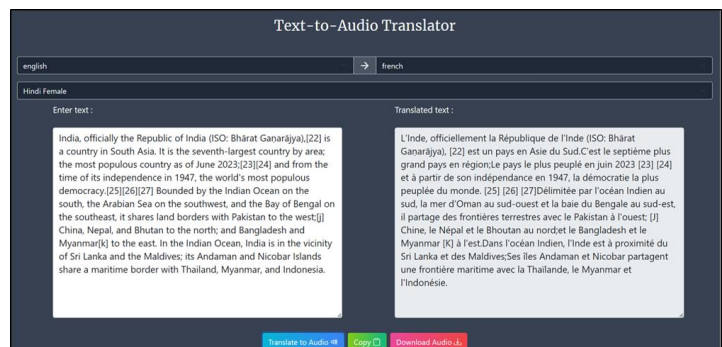 Text-to-Audio Translator
english
→
french
Hindi Female
Enter text :
India, officially the Republic of India (ISO: Bhārat Gaṇarājya),[22] is
a country in South Asia. It is the seventh-largest country by area;
the most populous country as of June 2023;[23][24] and from the
time of its independence in 1947, the world's most populous
democracy.[25][26][27] Bounded by the Indian Ocean on the
south, the Arabian Sea on the southwest, and the Bay of Bengal on
the southeast, it shares land borders with Pakistan to the west;[j]
China, Nepal, and Bhutan to the north; and Bangladesh and
Myanmar[k] to the east. In the Indian Ocean, India is in the vicinity
of Sri Lanka and the Maldives; its Andaman and Nicobar Islands
share a maritime border with Thailand, Myanmar, and Indonesia.
Translated text :
L'Inde, officiellement la République de l'Inde (ISO: Bhārat
Gaṇarājya), [22] est un pays en Asie du Sud.C'est le septième plus
grand pays en région;Le pays le plus peuplé en juin 2023 [23] [24]
et à partir de son indépendance en 1947, la démocratie la plus
peuplée du monde. [25] [26] [27]Délimitée par l'océan Indien au
sud, la mer d'Oman au sud-ouest et la baie du Bengale au sud-est,
il partage des frontières terrestres avec le Pakistan à l'ouest; [J]
Chine, le Népal et le Bhoutan au nord;et le Bangladesh et le
Myanmar [K] à l'est.Dans l'océan Indien, l'Inde est à proximité du
Sri Lanka et des Maldives;Ses îles Andaman et Nicobar partagent
une frontière maritime avec la Thaïlande, le Myanmar et
l'Indonésie.
Translate to Audio
Copy
Download Audio